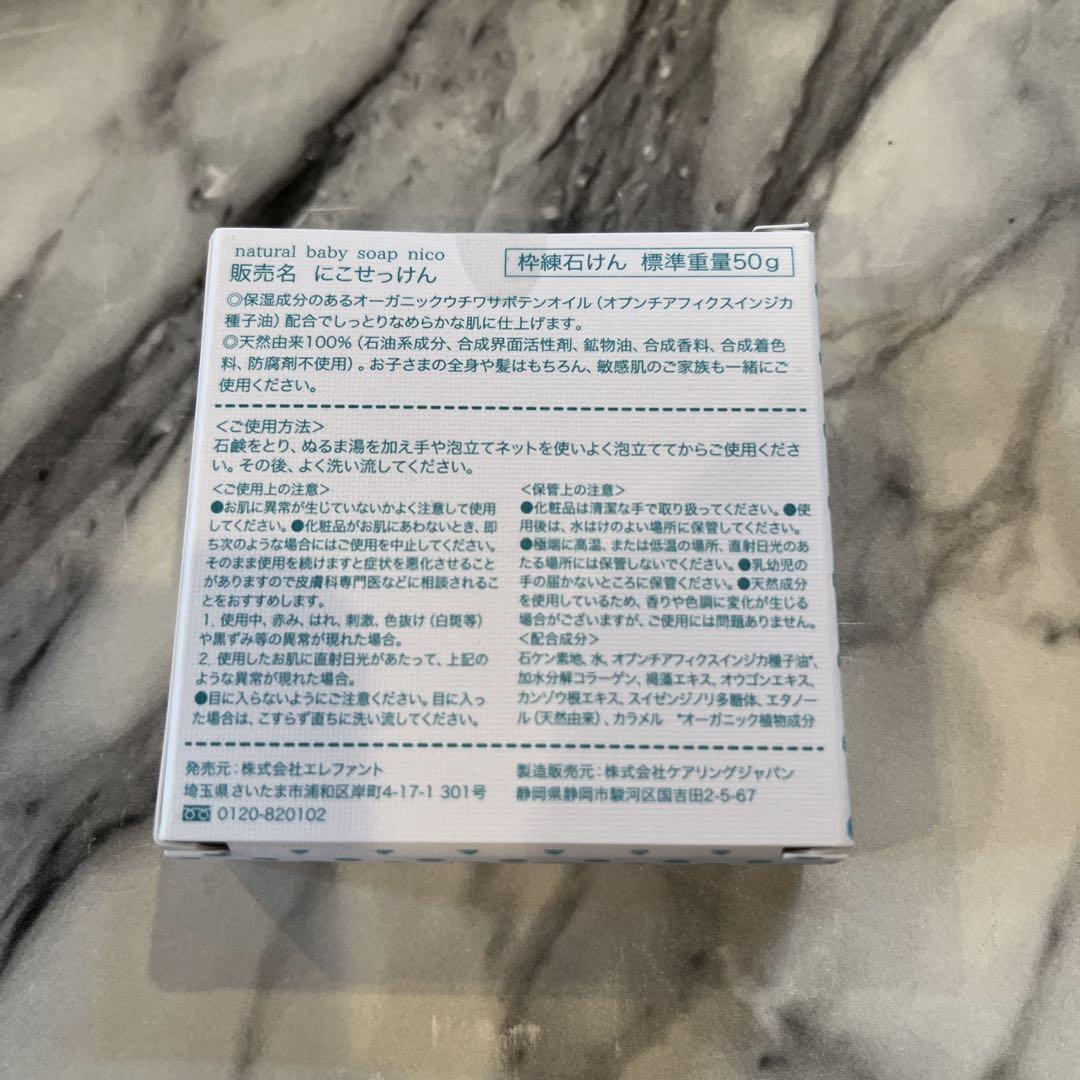 natural baby soap nico
販売名 にこせっけん
枠練石けん 標準重量50g
◎保湿成分のあるオーガニックウチワサボテンオイル（オプンチアフィクスインジカ
種子油）配合でしっとりなめらかな肌に仕上げます。
◎天然由来100%（石油系成分、合成界面活性剤、鉱物油、合成香料、合成着色
料、防腐剤不使用）。お子さまの全身や髪はもちろん、敏感肌のご家族も一緒にご
使用ください。
＜ご使用方法＞
石鹸をとり、ぬるま湯を加え手や泡立てネットを使いよく泡立ててからご使用くださ
い。その後、よく洗い流してください。
＜ご使用上の注意＞
●お肌に異常が生じていないかよく注意して使用
してください。●化粧品がお肌にあわないとき、即
ち次のような場合にはご使用を中止してください。
そのまま使用を続けますと症状を悪化させること
がありますので皮膚科専門医などに相談されるこ
とをおすすめします。
1. 使用中、赤み、はれ、刺激、色抜け（白斑等）
や黒ずみ等の異常が現れた場合。
2. 使用したお肌に直射日光があたって、上記の
ような異常が現れた場合。
●目に入らないようにご注意ください。目に入っ
た場合は、こすらず直ちに洗い流してください。
＜保管上の注意＞
●化粧品は清潔な手で取り扱ってください。●使
用後は、水はけのよい場所に保管してください。
●極端に高温、または低温の場所、直射日光のあ
たる場所には保管しないでください。●乳幼児の
手の届かないところに保管ください。●天然成分
を使用しているため、香りや色調に変化が生じる
場合がございますが、ご使用には問題ありません。
＜配合成分＞
石ケン素地、水、オプンチアフィクスインジカ種子油*、
加水分解コラーゲン、褐藻エキス、オウゴンエキス、
カンゾウ根エキス、スイゼンジノリ多糖体、エタノー
ル（天然由来）、カラメル *オーガニック植物成分
発売元：株式会社エレファント
埼玉県さいたま市浦和区岸町4-17-1 301号
0120-820102
製造販売元：株式会社ケアリングジャパン
静岡県静岡市駿河区国吉田2-5-67